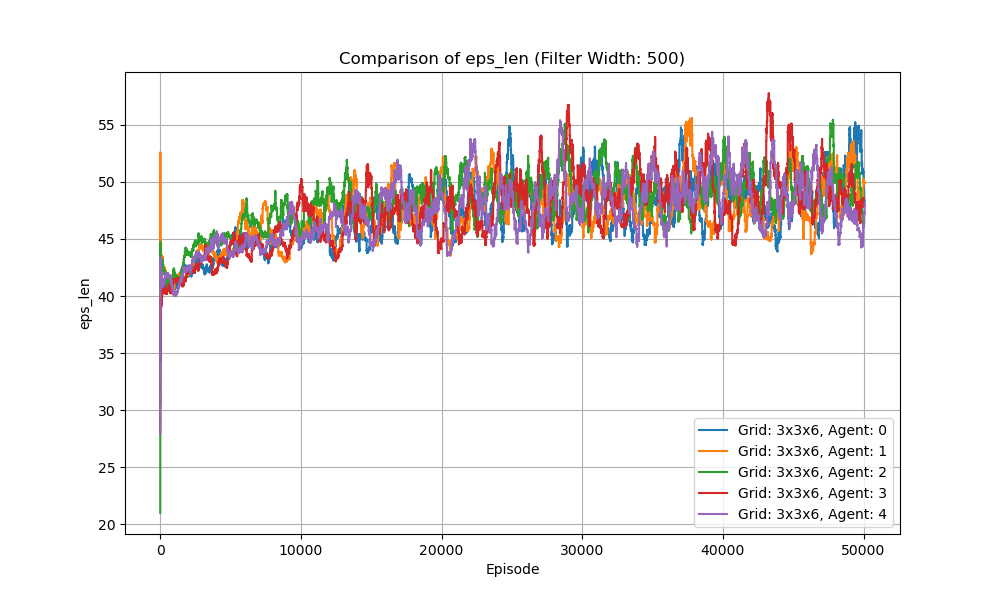 Comparison of eps_len (Filter Width: 500)
eps_len
55
50
45
40
35
30
25
20
0
10000
20000
30000
40000
50000
Episode
Grid: 3x3x6, Agent: 0
Grid: 3x3x6, Agent: 1
Grid: 3x3x6, Agent: 2
Grid: 3x3x6, Agent: 3
Grid: 3x3x6, Agent: 4